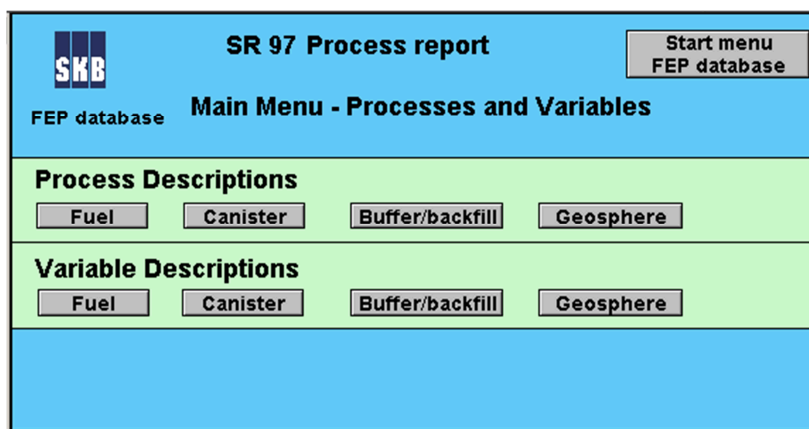 SKB
FEP database
SR 97 Process report
Main Menu - Processes and Variables
Start menu
FEP database
Process Descriptions
Fuel Canister Buffer/backfill Geosphere
Variable Descriptions
Fuel Canister Buffer/backfill Geosphere